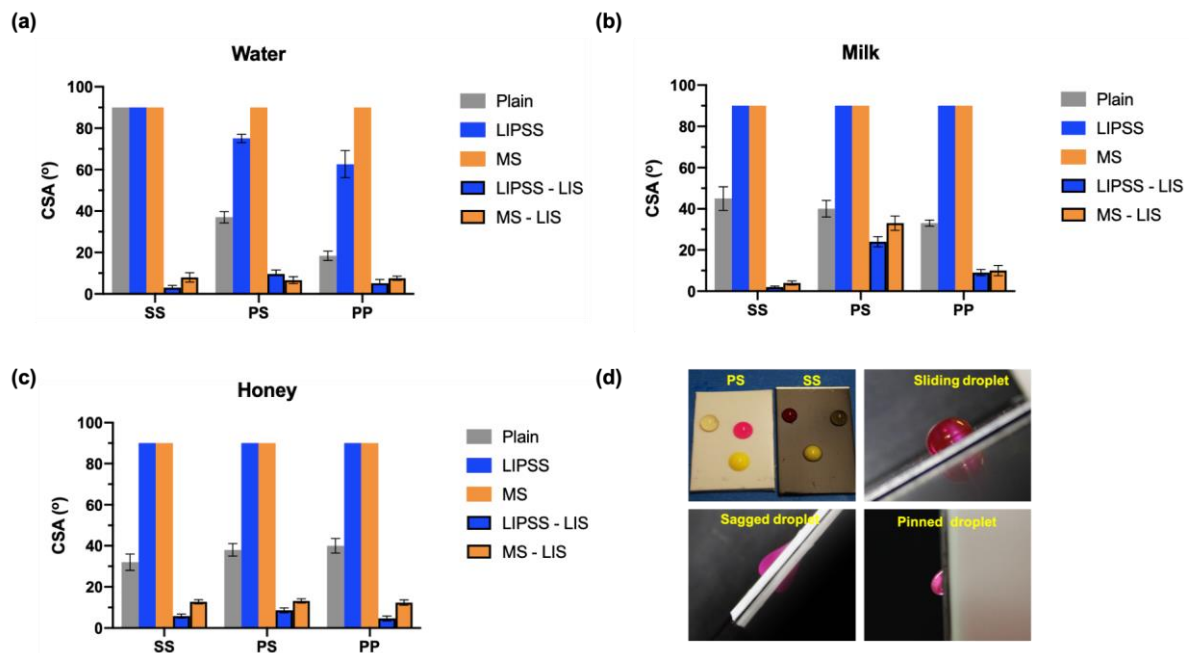 (a)
Water
CSA (º)
100
80
60
40
20
0
SS
PS
PP
Plain
LIPSS
MS
LIPSS - LIS
MS - LIS
(b)
Milk
CSA (º)
100
80
60
40
20
0
SS
PS
PP
Plain
LIPSS
MS
LIPSS - LIS
MS - LIS
(c)
Honey
CSA (º)
100
80
60
40
20
0
SS
PS
PP
Plain
LIPSS
MS
LIPSS - LIS
MS - LIS
(d)
PS
SS
Sliding droplet
Sagged droplet
Pinned droplet